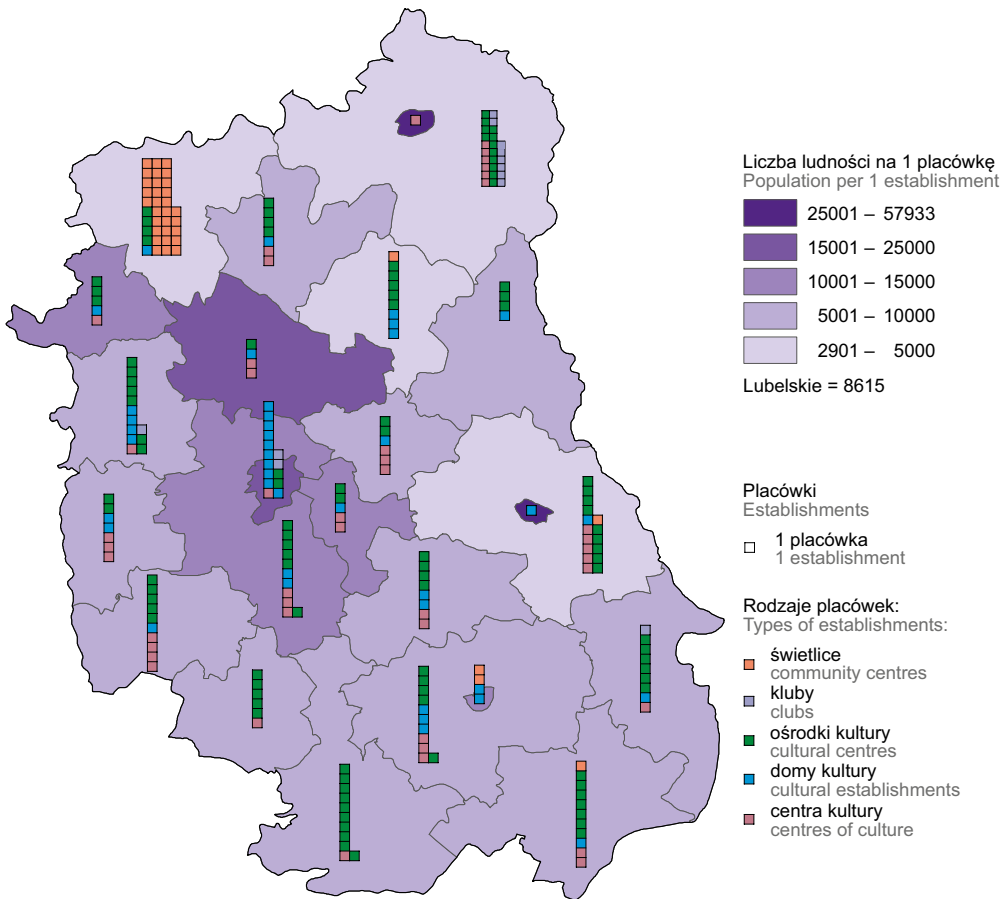 Liczba ludności na 1 placówkę
Population per 1 establishment
25001 – 57933
15001 – 25000
10001 – 15000
5001 – 10000
2901 – 5000
Lubelskie = 8615
Placówki
Establishments
1 placówka
1 establishment
Rodzaje placówek:
Types of establishments:
świetlice
community centres
kluby
clubs
ośrodki kultury
cultural centres
domy kultury
cultural establishments
centra kultury
centres of culture